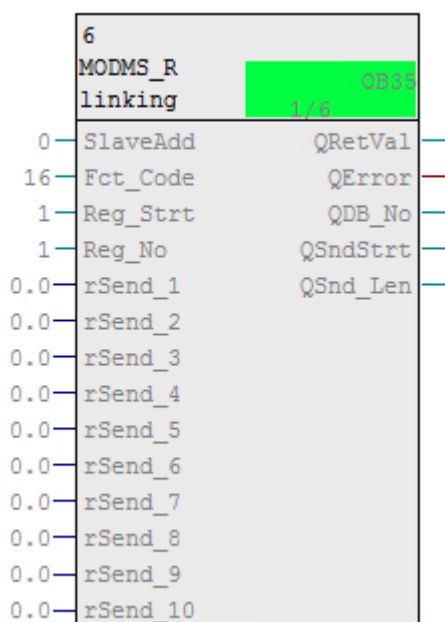 6
MODMS_R
linking
OB35
1/6
0 SlaveAdd QRetVal
16 Fct_Code QError
1 Reg_Strt QDB_No
1 Reg_No QSndStrt
0.0 rSend_1 QSnd_Len
0.0 rSend_2
0.0 rSend_3
0.0 rSend_4
0.0 rSend_5
0.0 rSend_6
0.0 rSend_7
0.0 rSend_8
0.0 rSend_9
0.0 rSend_10